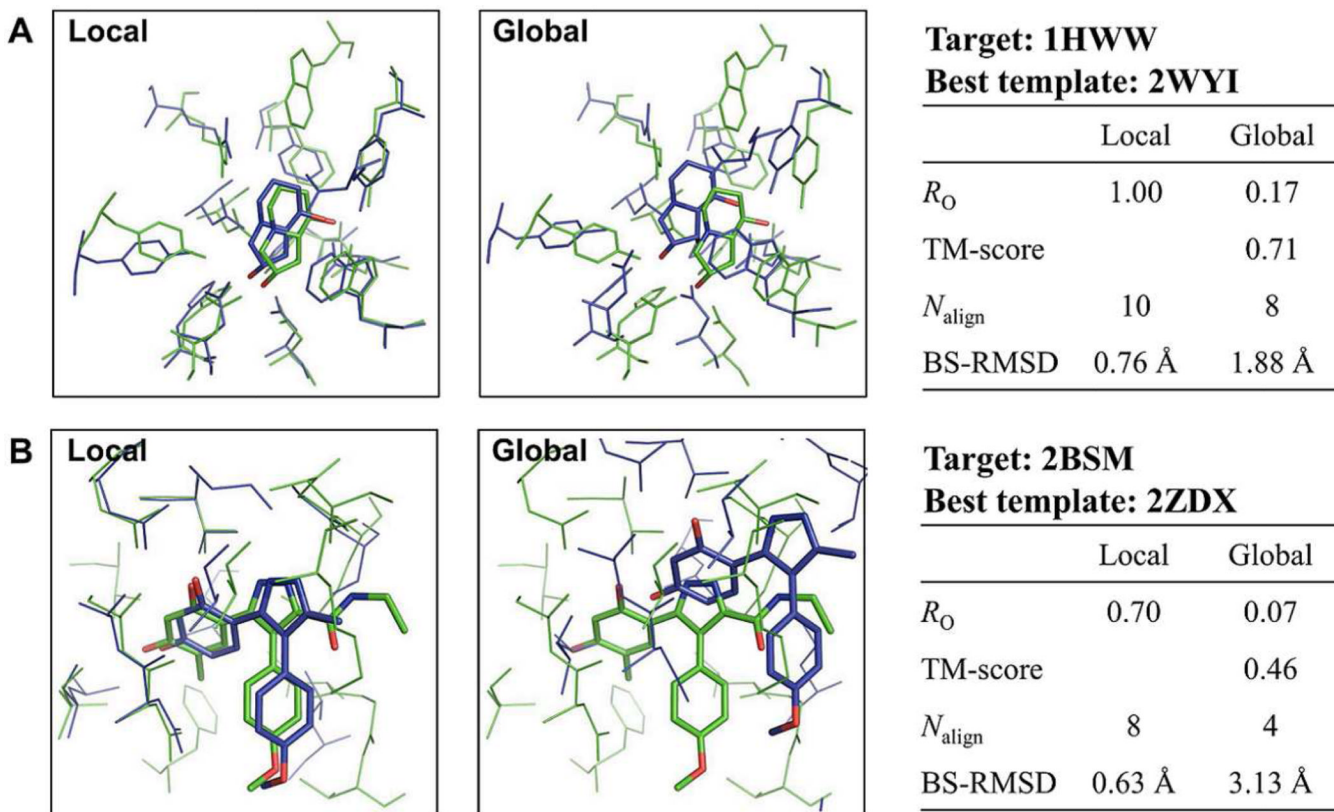 A
Local
Global
Target: 1HWW
Best template: 2WYI
Local Global
R_O 1.00 0.17
TM-score 0.71
N_align 10 8
BS-RMSD 0.76 Å 1.88 Å
B
Local
Global
Target: 2BSM
Best template: 2ZDX
Local Global
R_O 0.70 0.07
TM-score 0.46
N_align 8 4
BS-RMSD 0.63 Å 3.13 Å